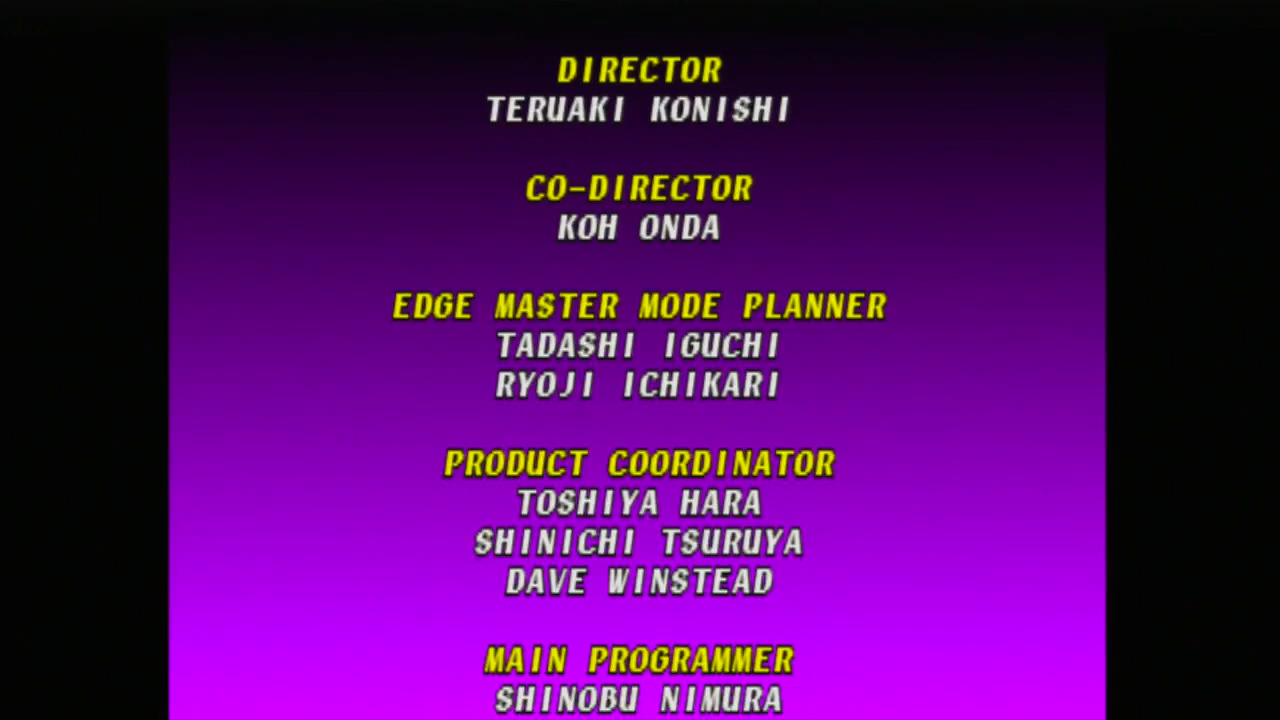 DIRECTOR
TERUAKI KONISHI
CO-DIRECTOR
KOH ONDA
EDGE MASTER MODE PLANNER
TADASHI IGUCHI
RYOJI ICHIKARI
PRODUCT COORDINATOR
TOSHIYA HARA
SHINICHI TSURUYA
DAVE WINSTEAD
MAIN PROGRAMMER
SHINOBU NIMURA